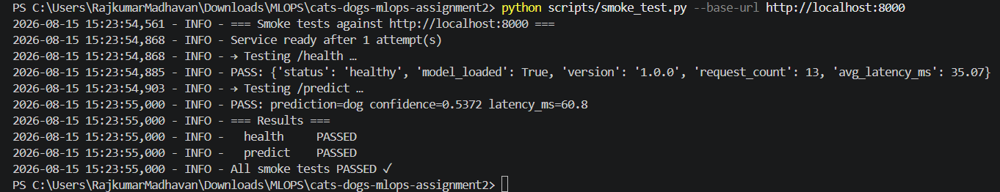 PS C:\Users\RajkumarMadhavan\Downloads\MLOPS\cats-dogs-mlops-assignment2> python scripts/smoke_test.py --base-url http://localhost:8000
2026-08-15 15:23:54,561 - INFO - === Smoke tests against http://localhost:8000 ===
2026-08-15 15:23:54,868 - INFO - Service ready after 1 attempt(s)
2026-08-15 15:23:54,868 - INFO - → Testing /health …
2026-08-15 15:23:54,885 - INFO - PASS: {'status': 'healthy', 'model_loaded': True, 'version': '1.0.0', 'request_count': 13, 'avg_latency_ms': 35.07}
2026-08-15 15:23:54,903 - INFO - → Testing /predict …
2026-08-15 15:23:55,000 - INFO - PASS: prediction=dog confidence=0.5372 latency_ms=60.8
2026-08-15 15:23:55,000 - INFO - === Results ===
2026-08-15 15:23:55,000 - INFO -   health     PASSED
2026-08-15 15:23:55,000 - INFO -   predict    PASSED
2026-08-15 15:23:55,000 - INFO - All smoke tests PASSED ✓
PS C:\Users\RajkumarMadhavan\Downloads\MLOPS\cats-dogs-mlops-assignment2>